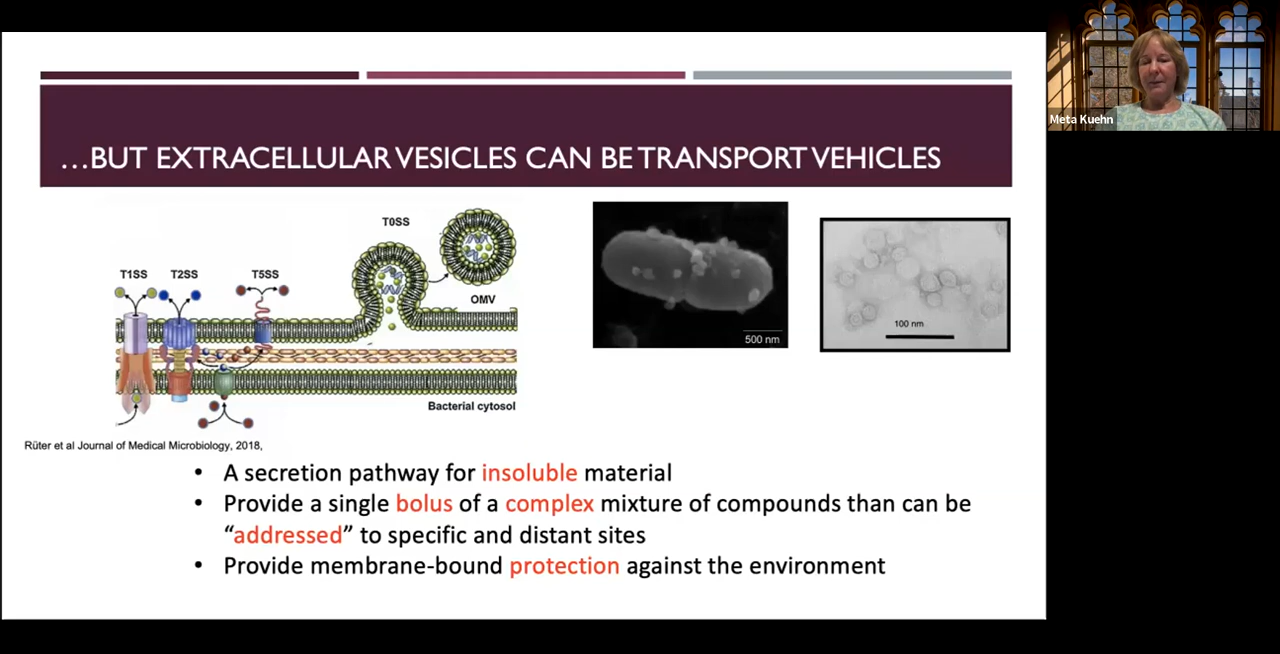 …BUT EXTRACELLULAR VESICLES CAN BE TRANSPORT VEHICLES
Meta Kuehn
T0SS
T1SS T2SS T5SS
OMV
Bacterial cytosol
500 nm
100 nm
Rüter et al Journal of Medical Microbiology, 2018,
• A secretion pathway for insoluble material
• Provide a single bolus of a complex mixture of compounds than can be
“addressed” to specific and distant sites
• Provide membrane-bound protection against the environment